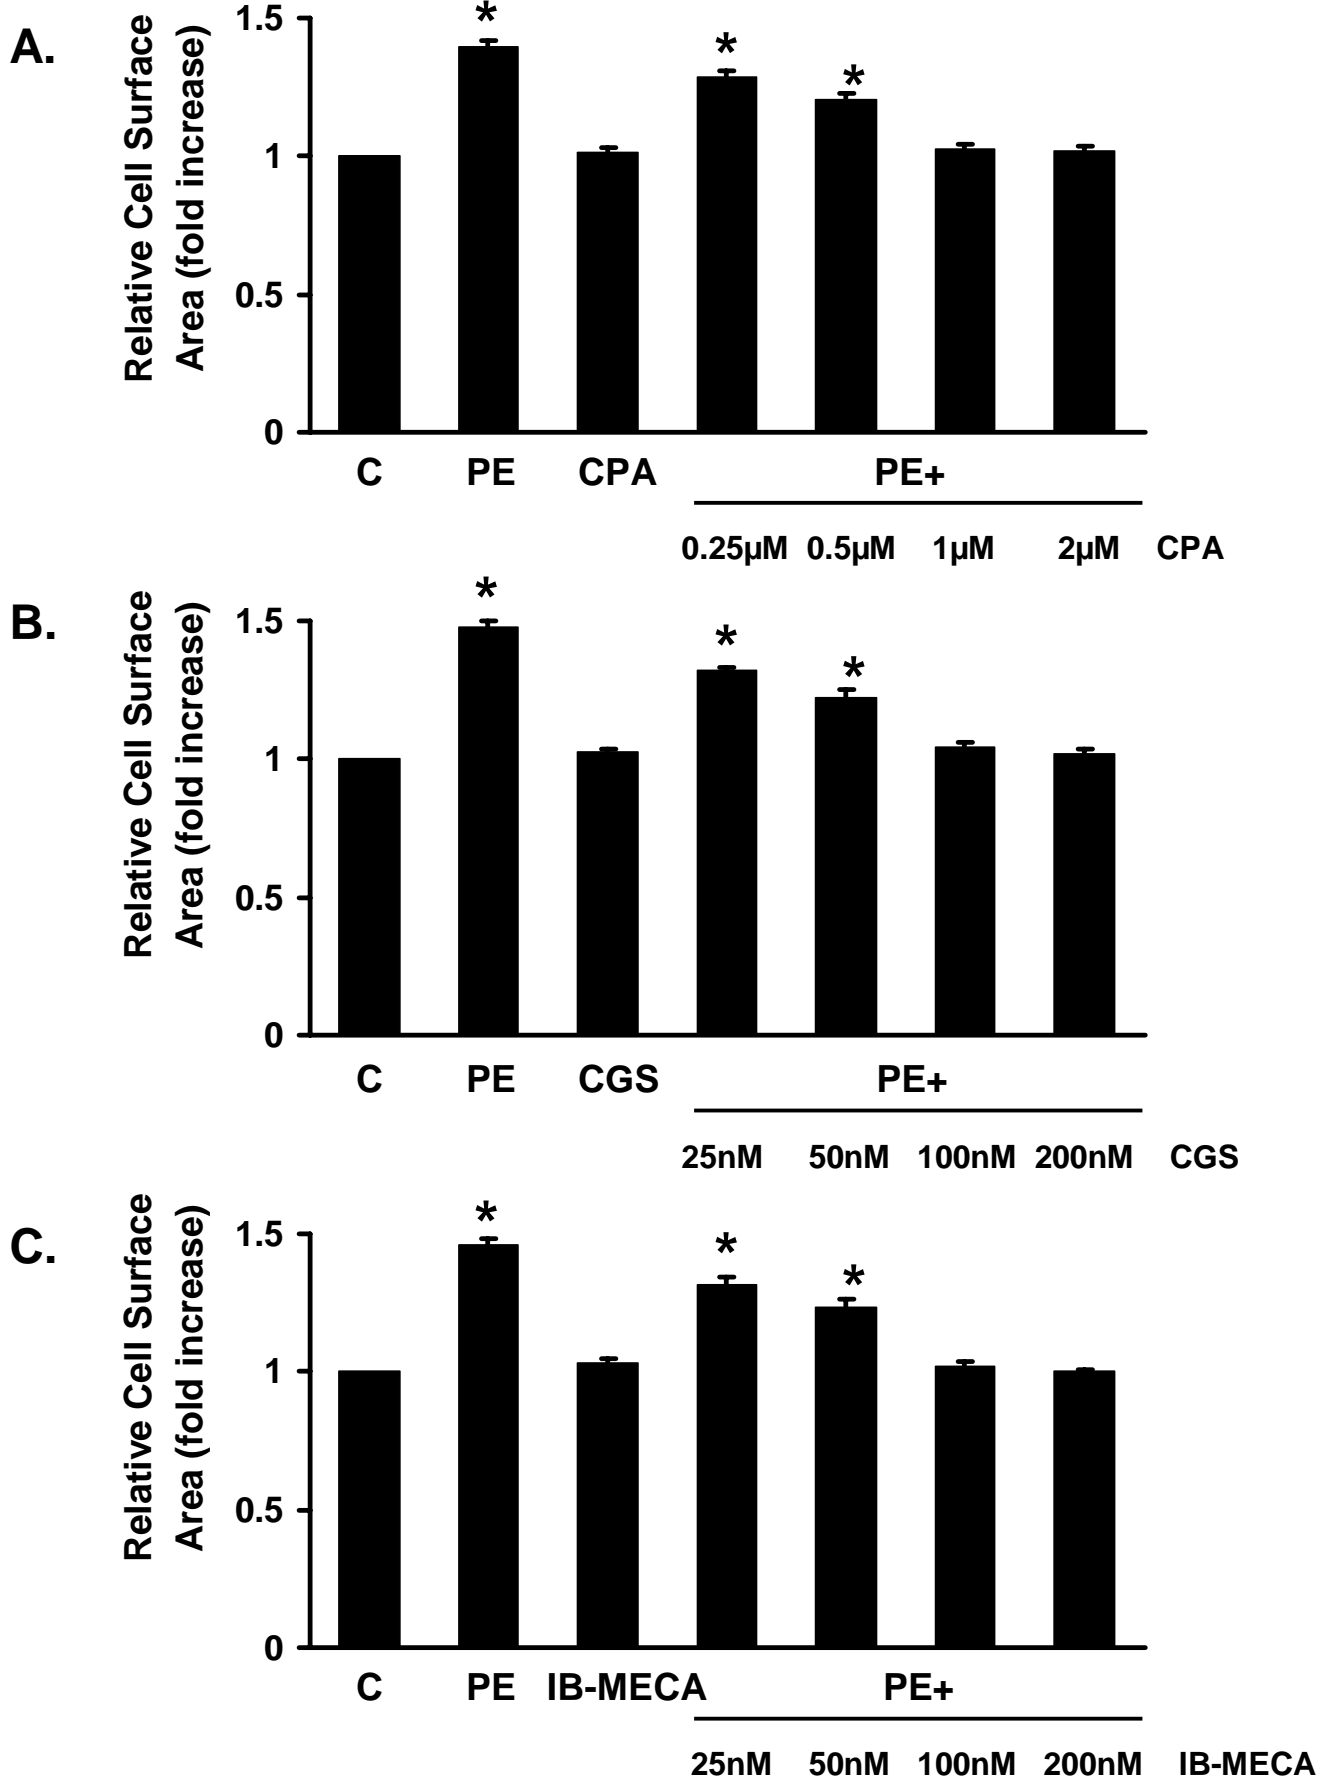 A.
Relative Cell Surface
Area (fold increase)
1.5
1
0.5
0
*
*
*
C PE CPA PE+
0.25µM 0.5µM 1µM 2µM CPA
B.
Relative Cell Surface
Area (fold increase)
1.5
1
0.5
0
*
*
*
C PE CGS PE+
25nM 50nM 100nM 200nM CGS
C.
Relative Cell Surface
Area (fold increase)
1.5
1
0.5
0
*
*
*
C PE IB-MECA PE+
25nM 50nM 100nM 200nM IB-MECA